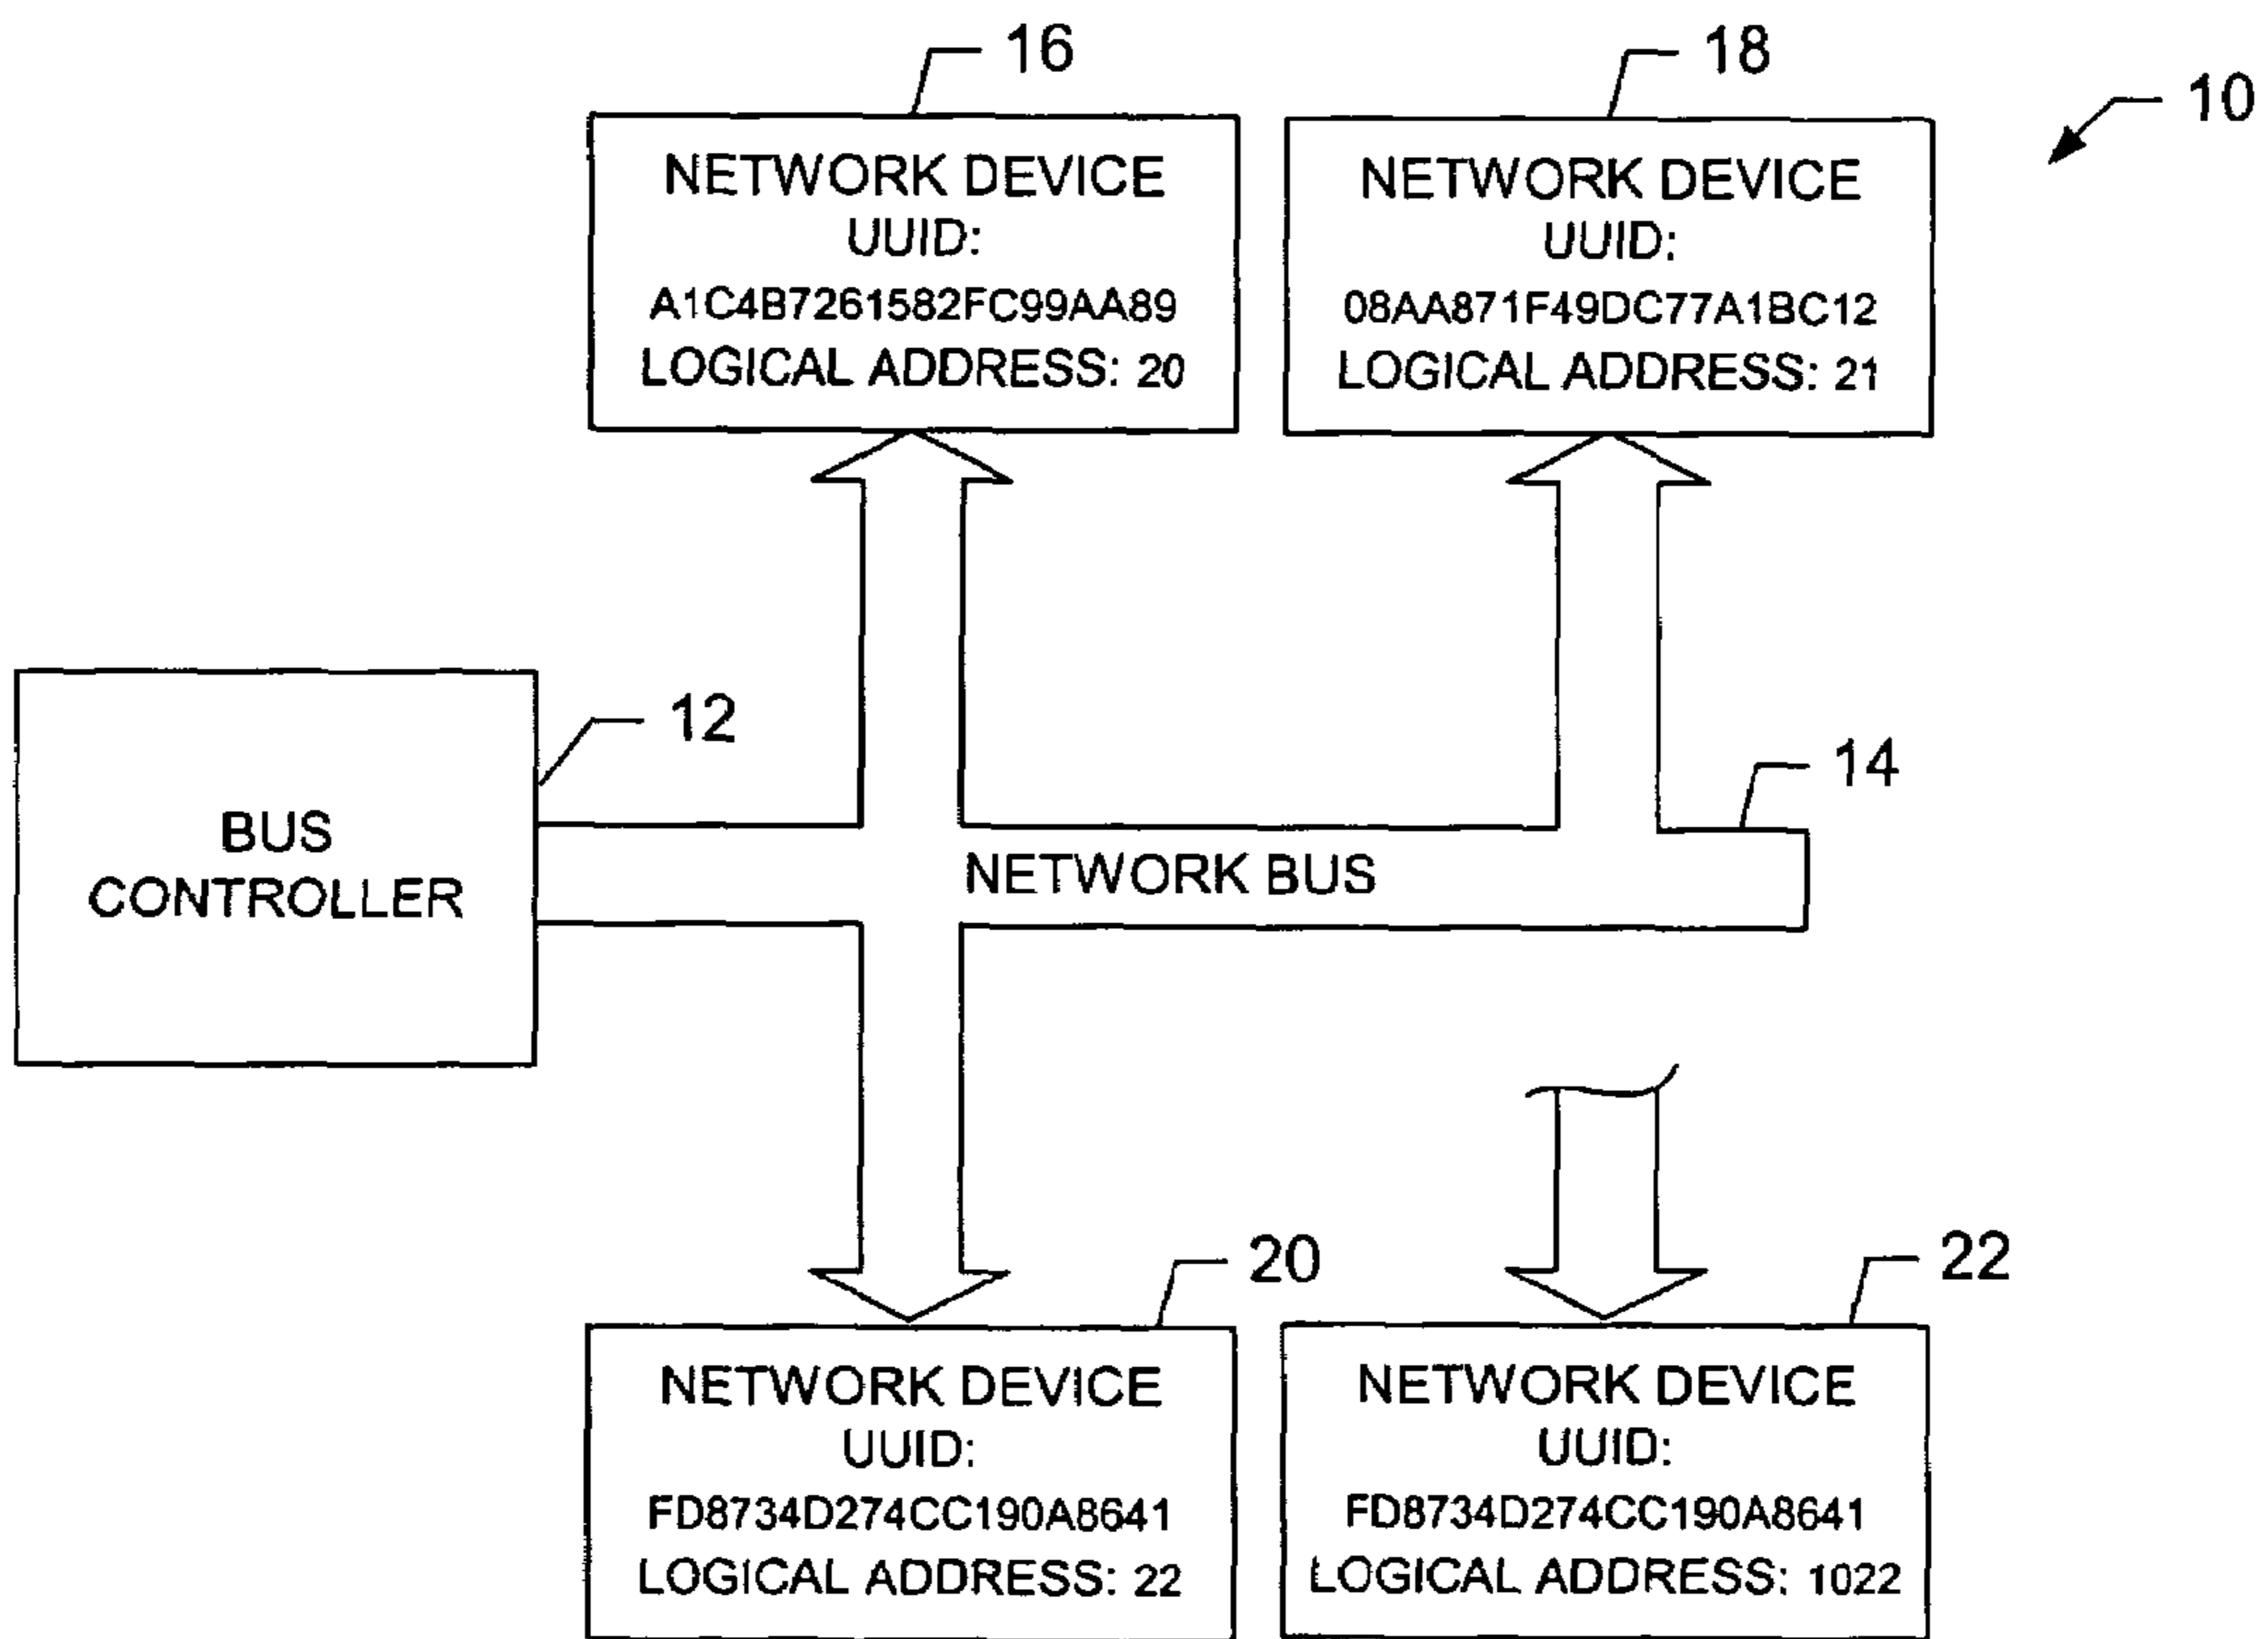 16
18
10
NETWORK DEVICE
UUID:
A1C4B7261582FC99AA89
LOGICAL ADDRESS: 20
NETWORK DEVICE
UUID:
08AA871F49DC77A1BC12
LOGICAL ADDRESS: 21
12
14
BUS
CONTROLLER
NETWORK BUS
20
22
NETWORK DEVICE
UUID:
FD8734D274CC190A8641
LOGICAL ADDRESS: 22
NETWORK DEVICE
UUID:
FD8734D274CC190A8641
LOGICAL ADDRESS: 1022